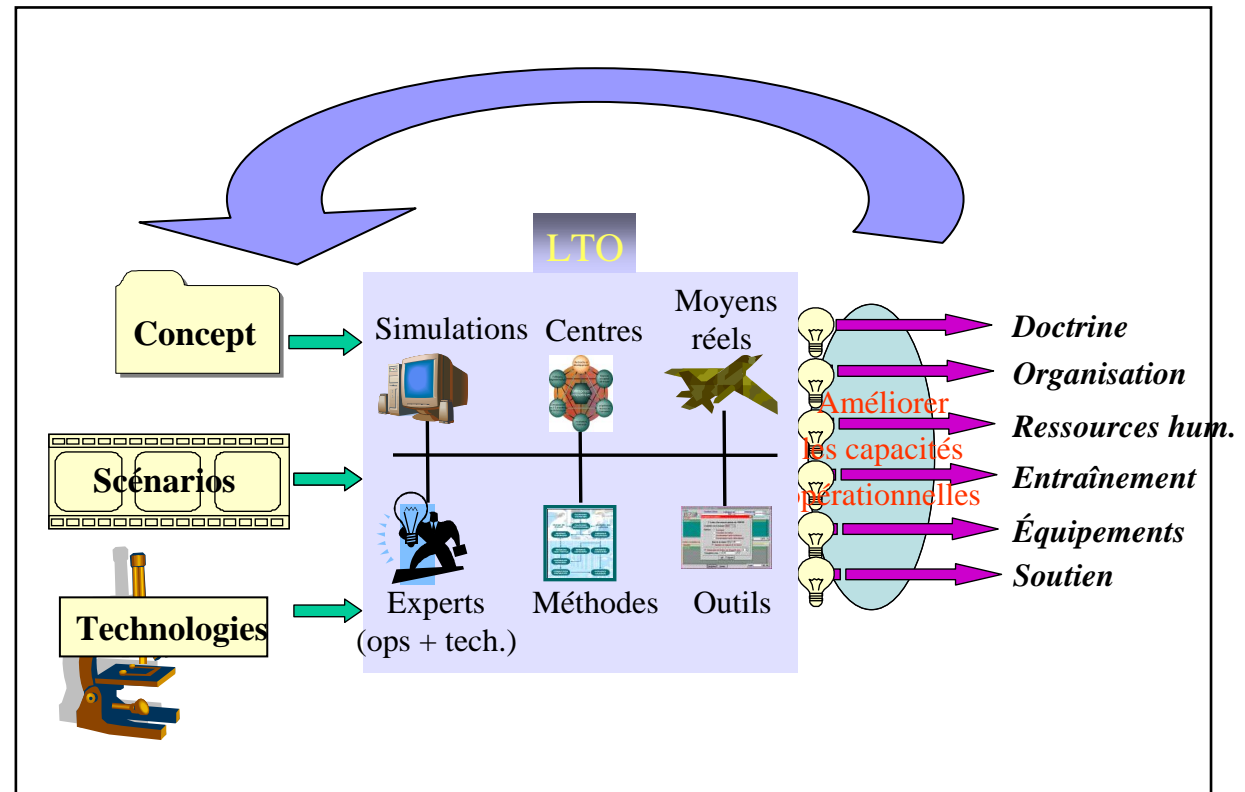 LTO
Concept
Scénarios
Technologies
Simulations
Centres
Moyens
réels
Experts
(ops + tech.)
Méthodes
Outils
Améliorer
les capacités
opérationnelles
Doctrine
Organisation
Ressources hum.
Entraînement
Équipements
Soutien